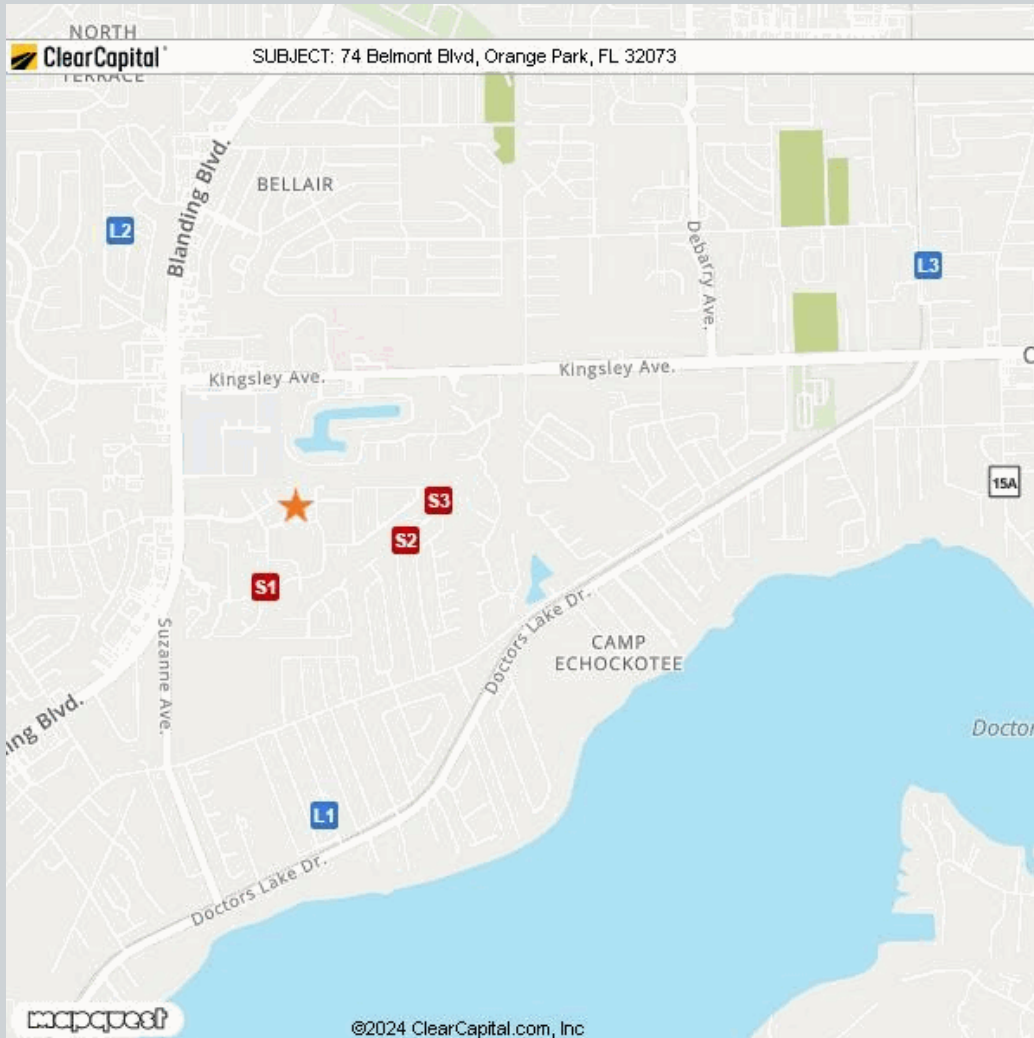 NORTH
ClearCapital SUBJECT: 74 Belmont Blvd, Orange Park, FL 32073
TERRACE
Blanding Blvd.
BELLAIR
L2
Debarry Ave.
L3
Kingsley Ave.
Kingsley Ave.
S3
15A
S2
S1
Doctors Lake Dr.
CAMP
ECHOCKOTEE
Suzanne Ave.
ing Blvd.
Doctor
L1
Doctors Lake Dr.
mapquest
©2024 ClearCapital.com, Inc